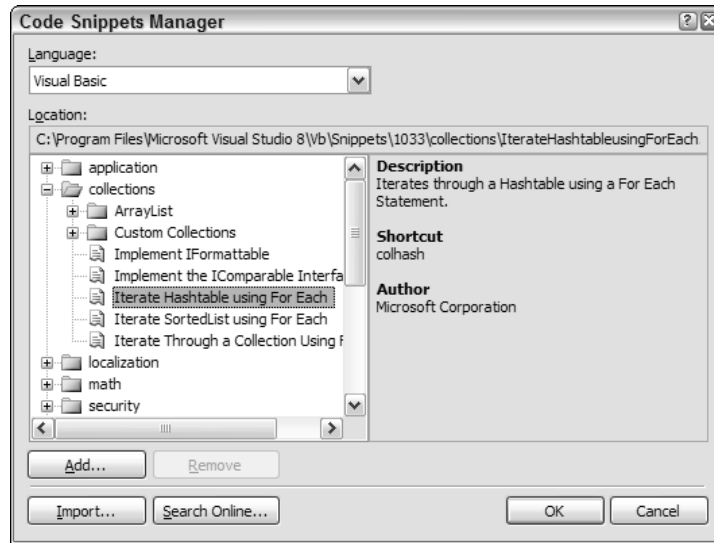 Code Snippets Manager
Language:
Visual Basic
Location:
C:\Program Files\Microsoft Visual Studio 8\Vb\Snippets\1033\collections\IterateHashtableusingForEach
application
collections
ArrayList
Custom Collections
Implement IFormattable
Implement the IComparable Interfa
Iterate Hashtable using For Each
Iterate SortedList using For Each
Iterate Through a Collection Using F
localization
math
security
Description
Iterates through a Hashtable using a For Each
Statement.
Shortcut
colhash
Author
Microsoft Corporation
Add...
Remove
Import...
Search Online...
OK
Cancel